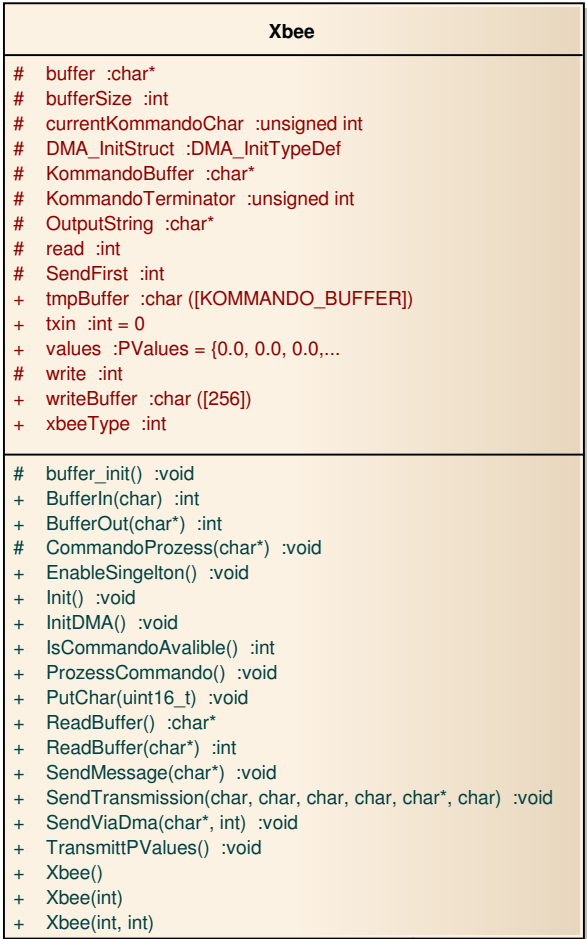 Xbee
# buffer :char*
# bufferSize :int
# currentKommandoChar :unsigned int
# DMA_InitStruct :DMA_InitTypeDef
# KommandoBuffer :char*
# KommandoTerminator :unsigned int
# OutputString :char*
# read :int
# SendFirst :int
+ tmpBuffer :char ([KOMMANDO_BUFFER])
+ txin :int = 0
+ values :PValues = {0.0, 0.0, 0.0,...
# write :int
+ writeBuffer :char ([256])
+ xbeeType :int
# buffer_init() :void
+ BufferIn(char) :int
+ BufferOut(char*) :int
# CommandoProzess(char*) :void
+ EnableSingelton() :void
+ Init() :void
+ InitDMA() :void
+ IsCommandoAvalible() :int
+ ProzessCommando() :void
+ PutChar(uint16_t) :void
+ ReadBuffer() :char*
+ ReadBuffer(char*) :int
+ SendMessage(char*) :void
+ SendTransmission(char, char, char, char, char*, char) :void
+ SendViaDma(char*, int) :void
+ TransmittPValues() :void
+ Xbee()
+ Xbee(int)
+ Xbee(int, int)